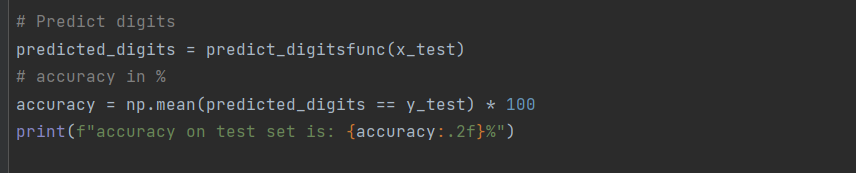 # Predict digits
predicted_digits = predict_digitsfunc(x_test)
# accuracy in %
accuracy = np.mean(predicted_digits == y_test) * 100
print(f"accuracy on test set is: {accuracy:.2f}%")